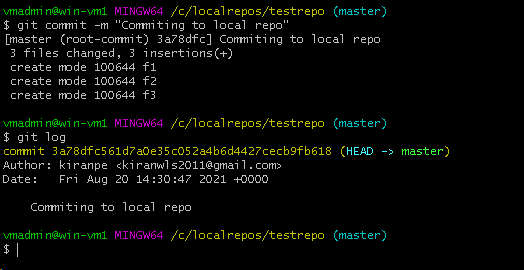 vmadmin@win-vm1 MINGW64 /c/localrepos/testrepo (master)
$ git commit -m "Commiting to local repo"
[master (root-commit) 3a78dfc] Commiting to local repo
 3 files changed, 3 insertions(+)
 create mode 100644 f1
 create mode 100644 f2
 create mode 100644 f3
vmadmin@win-vm1 MINGW64 /c/localrepos/testrepo (master)
$ git log
commit 3a78dfc561d7a0e35c052a4b6d4427cecb9fb618 (HEAD -> master)
Author: kiranpe <kiranwls2011@gmail.com>
Date:   Fri Aug 20 14:30:47 2021 +0000
    Commiting to local repo
vmadmin@win-vm1 MINGW64 /c/localrepos/testrepo (master)
$